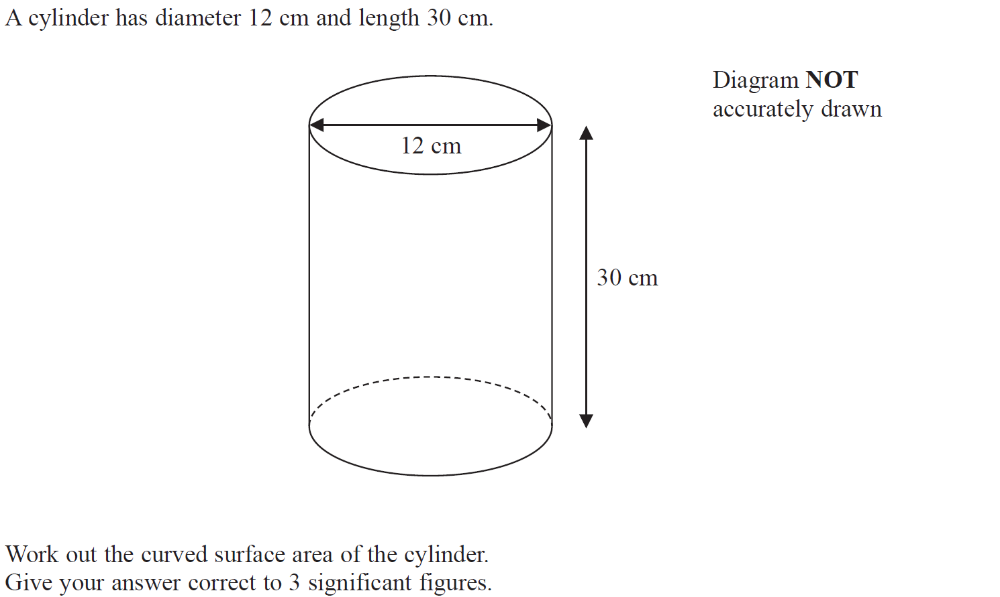 A cylinder has diameter 12 cm and length 30 cm.
Diagram NOT
accurately drawn
12 cm
30 cm
Work out the curved surface area of the cylinder.
Give your answer correct to 3 significant figures.